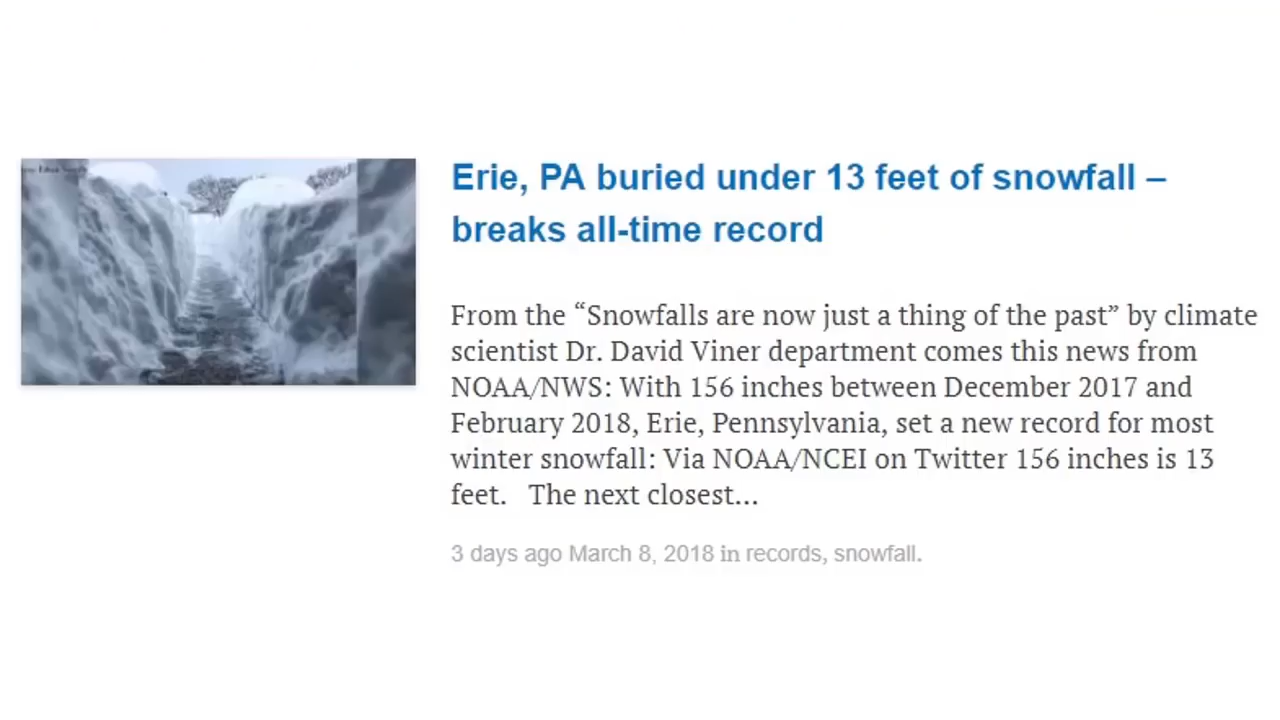 Erie, PA buried under 13 feet of snowfall –
breaks all-time record
From the “Snowfalls are now just a thing of the past” by climate
scientist Dr. David Viner department comes this news from
NOAA/NWS: With 156 inches between December 2017 and
February 2018, Erie, Pennsylvania, set a new record for most
winter snowfall: Via NOAA/NCEI on Twitter 156 inches is 13
feet.   The next closest...
3 days ago March 8, 2018 in records, snowfall.